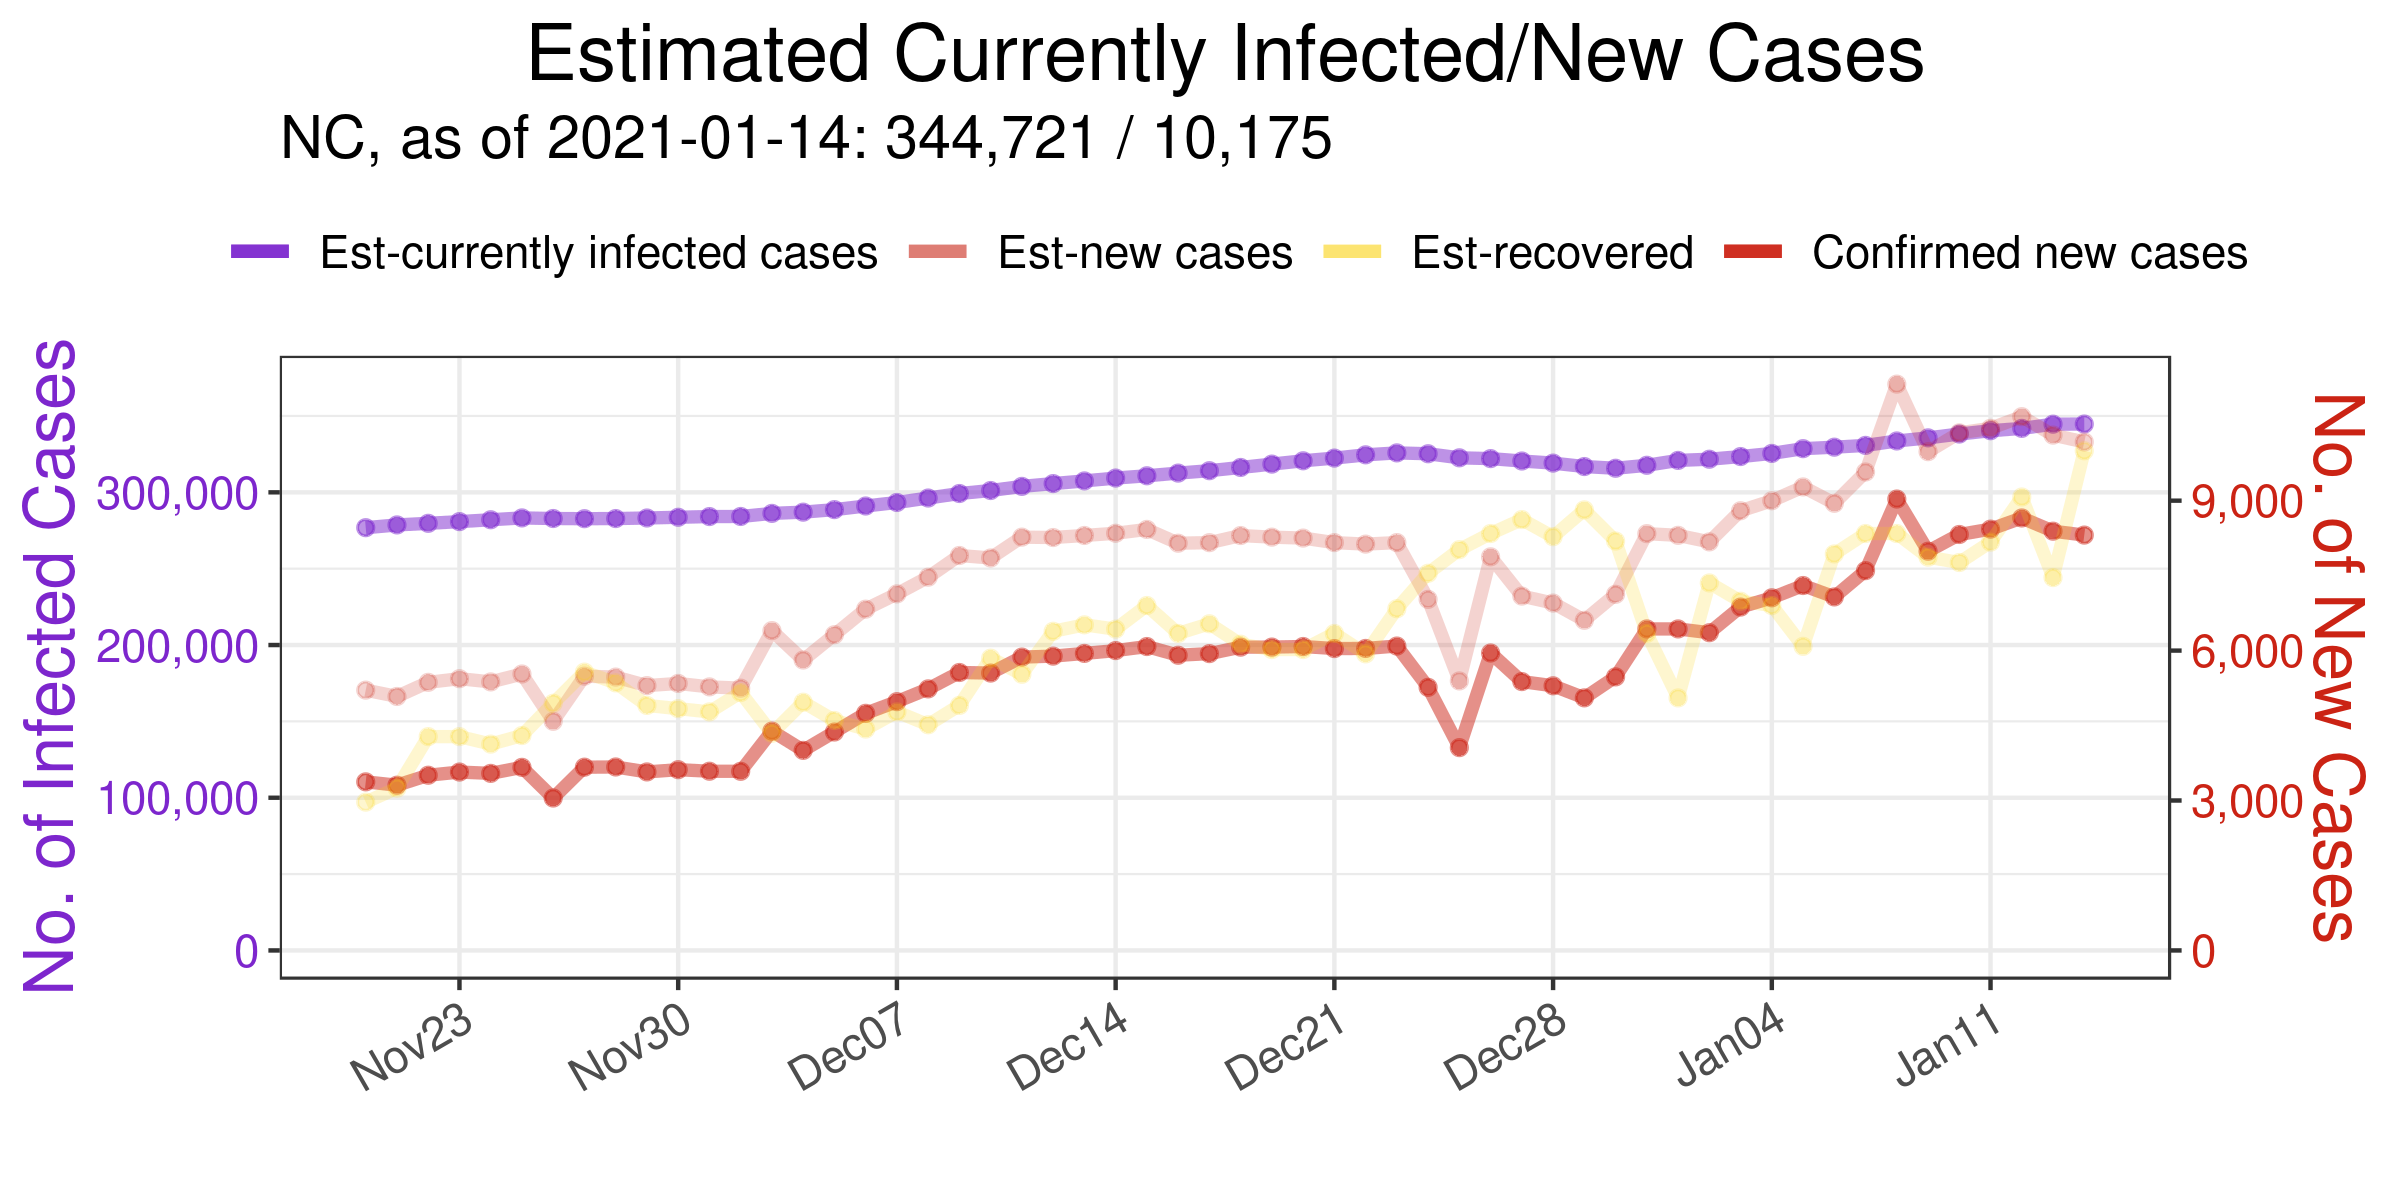 Estimated Currently Infected/New Cases
NC, as of 2021-01-14: 344,721 / 10,175
Est-currently infected cases Est-new cases Est-recovered Confirmed new cases
No. of Infected Cases
300,000
200,000
100,000
0
9,000
6,000
3,000
0
No. of New Cases
Nov23 Nov30 Dec07 Dec14 Dec21 Dec28 Jan04 Jan11